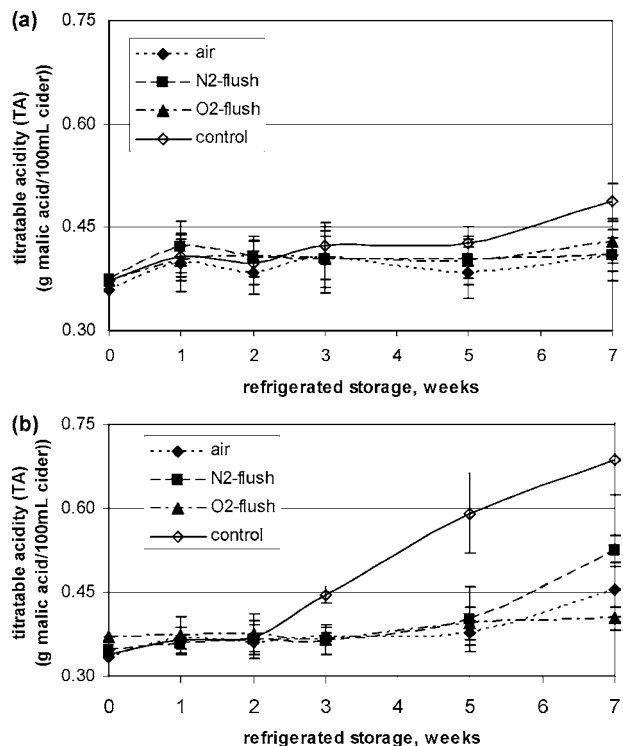 (a)
0.75
0.60
0.45
0.30
titratable acidity (TA)
(g malic acid/100mL cider))
air
N2-flush
O2-flush
control
0 1 2 3 4 5 6 7
refrigerated storage, weeks
(b)
0.75
0.60
0.45
0.30
titratable acidity (TA)
(g malic acid/100mL cider))
air
N2-flush
O2-flush
control
0 1 2 3 4 5 6 7
refrigerated storage, weeks